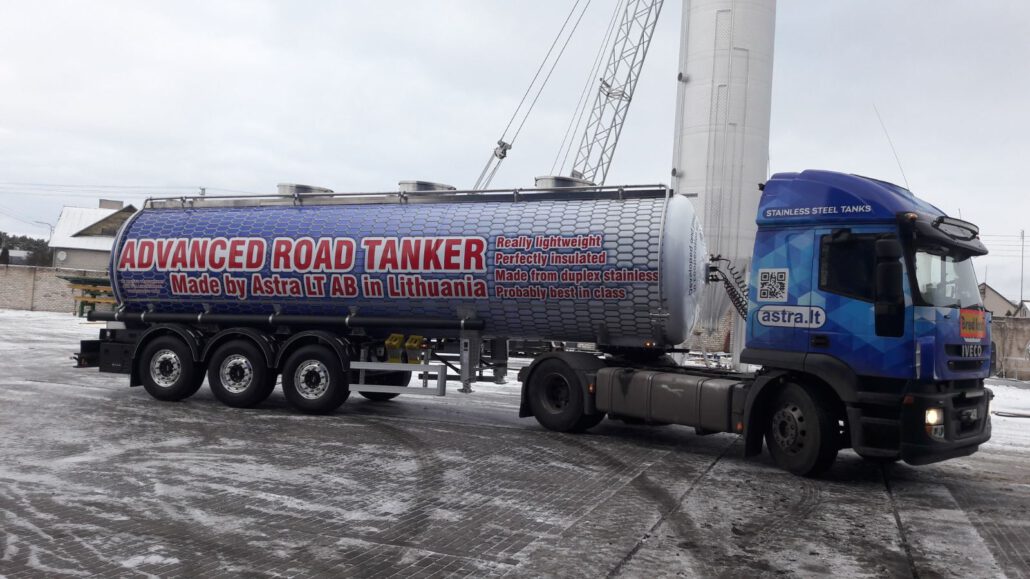 ADVANCED ROAD TANKER
Made by Astra LT AB in Lithuania
Really lightweight
Perfectly insulated
Made from duplex stainless
Probably best in class
STAINLESS STEEL TANKS
astra.lt
IVECO